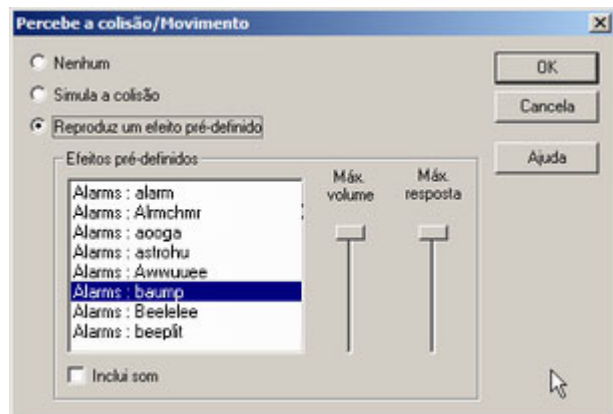 Percebe a colisão/Movimento
Nenhum
Simula a colisão
Reproduz um efeito pré-definido
OK
Cancela
Ajuda
Efeitos pré-definidos
Alarms : alarm
Alarms : Alrmchmr
Alarms : aooga
Alarms : astrohu
Alarms : Awwuuee
Alarms : baump
Alarms : Beelelee
Alarms : beeplit
Máx. volume
Máx. resposta
Inclui som